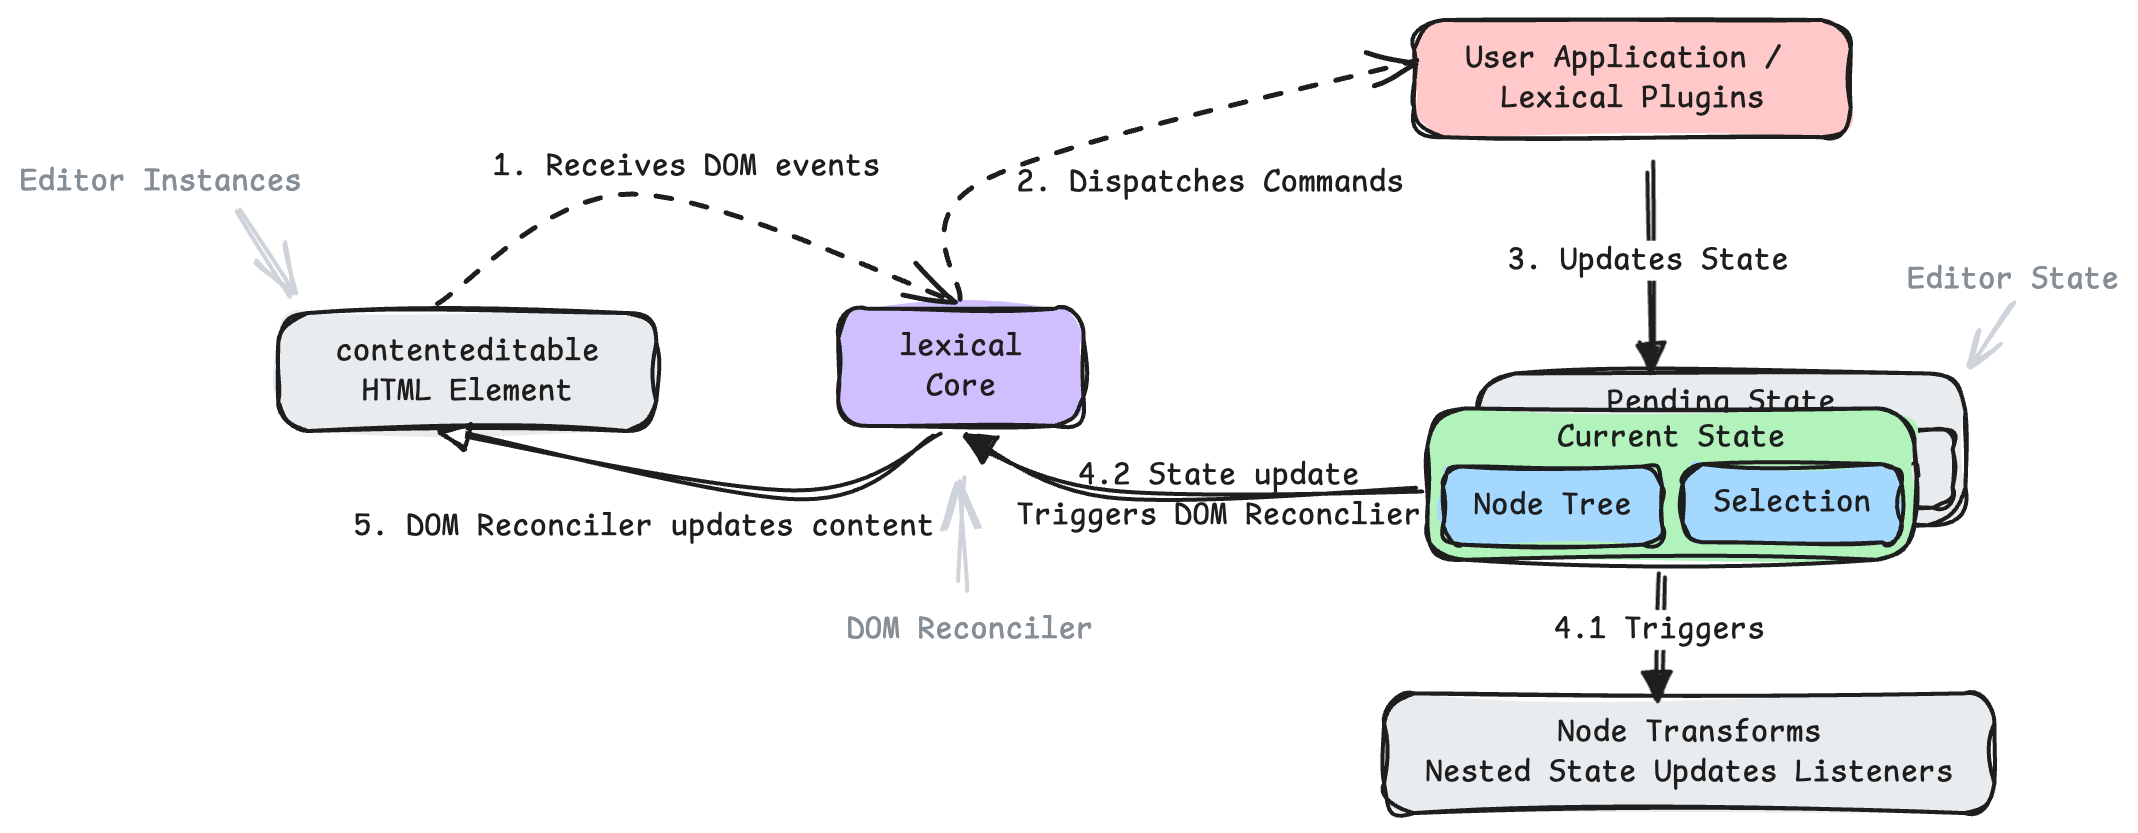 User Application /
Lexical Plugins
1. Receives DOM events
2. Dispatches Commands
Editor Instances
3. Updates State
Editor State
contenteditable
HTML Element
lexical
Core
Pending State
Current State
Node Tree
Selection
4.2 State update
Triggers DOM Reconclier
5. DOM Reconciler updates content
DOM Reconciler
4.1 Triggers
Node Transforms
Nested State Updates Listeners